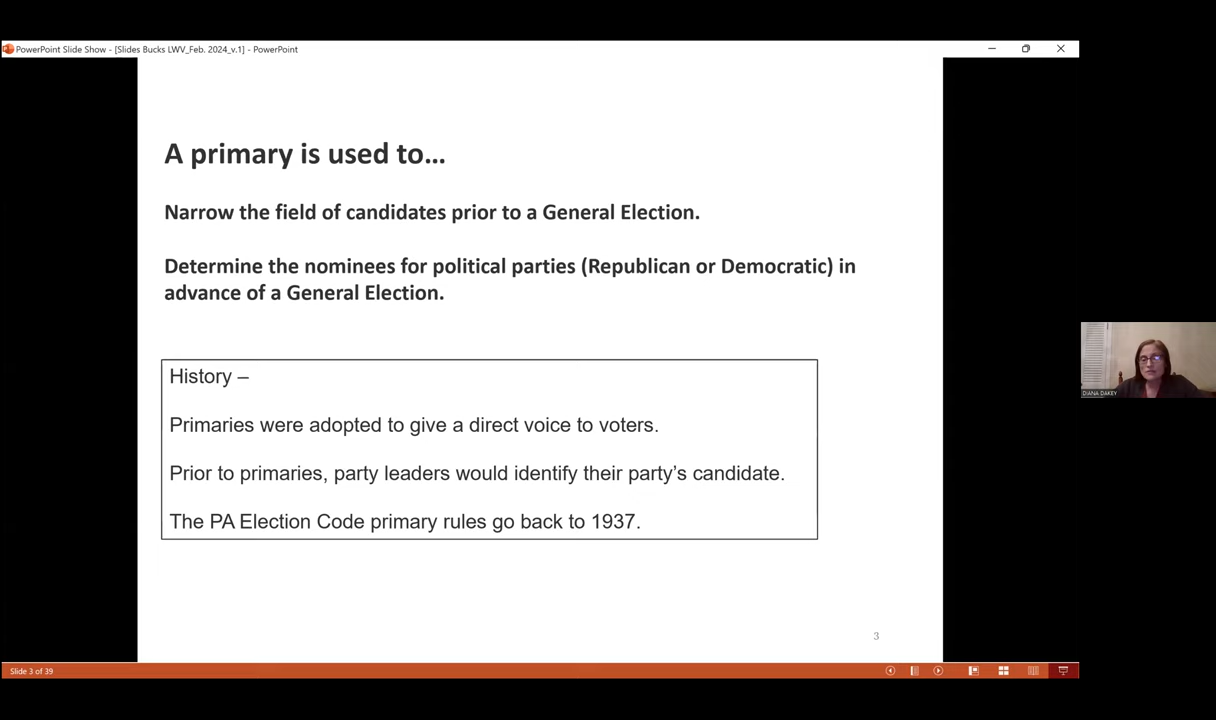 PowerPoint Slide Show - [Slides Bucks LWV_Feb. 2024_v.1] - PowerPoint
A primary is used to…
Narrow the field of candidates prior to a General Election.
Determine the nominees for political parties (Republican or Democratic) in
advance of a General Election.
History –
Primaries were adopted to give a direct voice to voters.
Prior to primaries, party leaders would identify their party’s candidate.
The PA Election Code primary rules go back to 1937.
DIANA DAKEY
3
Slide 3 of 39